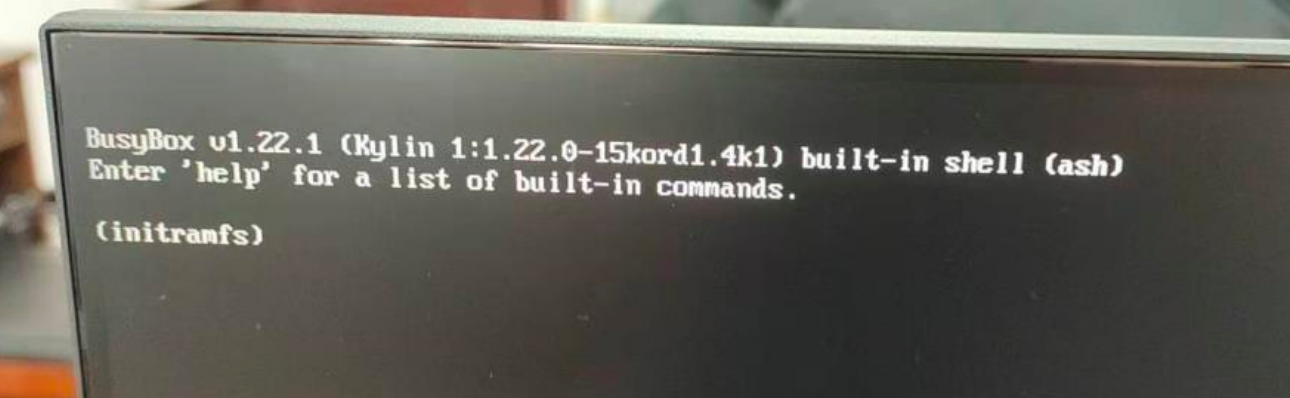 BusyBox v1.22.1 (Kylin 1:1.22.0-15kord1.4k1) built-in shell (ash)
Enter 'help' for a list of built-in commands.
(initramfs)